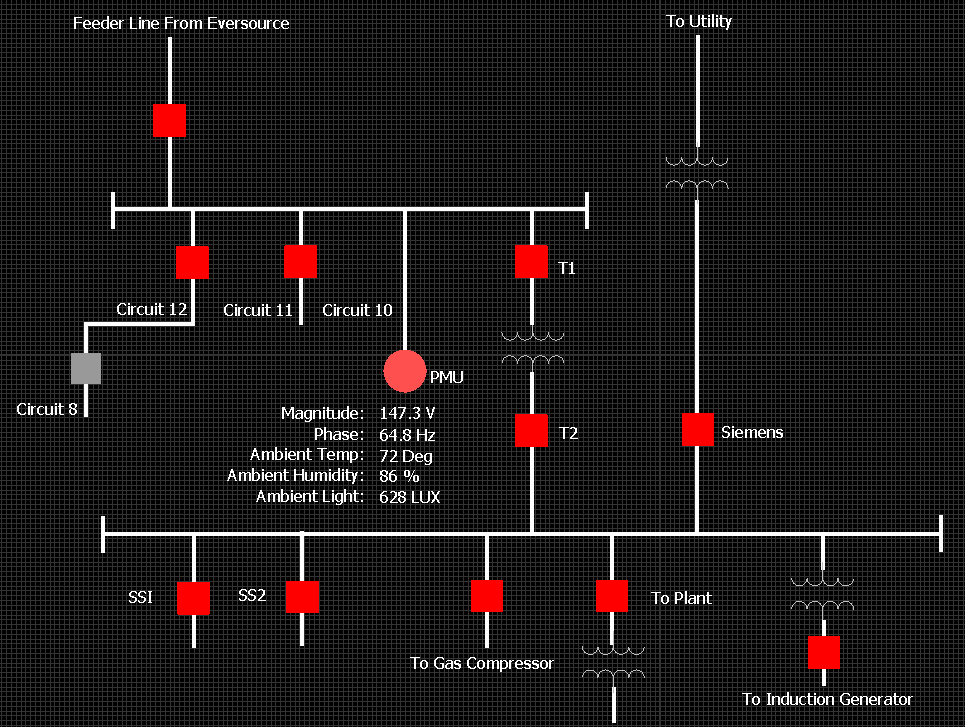 Feeder Line From Eversource
To Utility
T1
Circuit 12
Circuit 11
Circuit 10
PMU
Circuit 8
Magnitude: 147.3 V
Phase: 64.8 Hz
Ambient Temp: 72 Deg
Ambient Humidity: 86 %
Ambient Light: 628 LUX
T2
Siemens
SSI
SS2
To Plant
To Gas Compressor
To Induction Generator